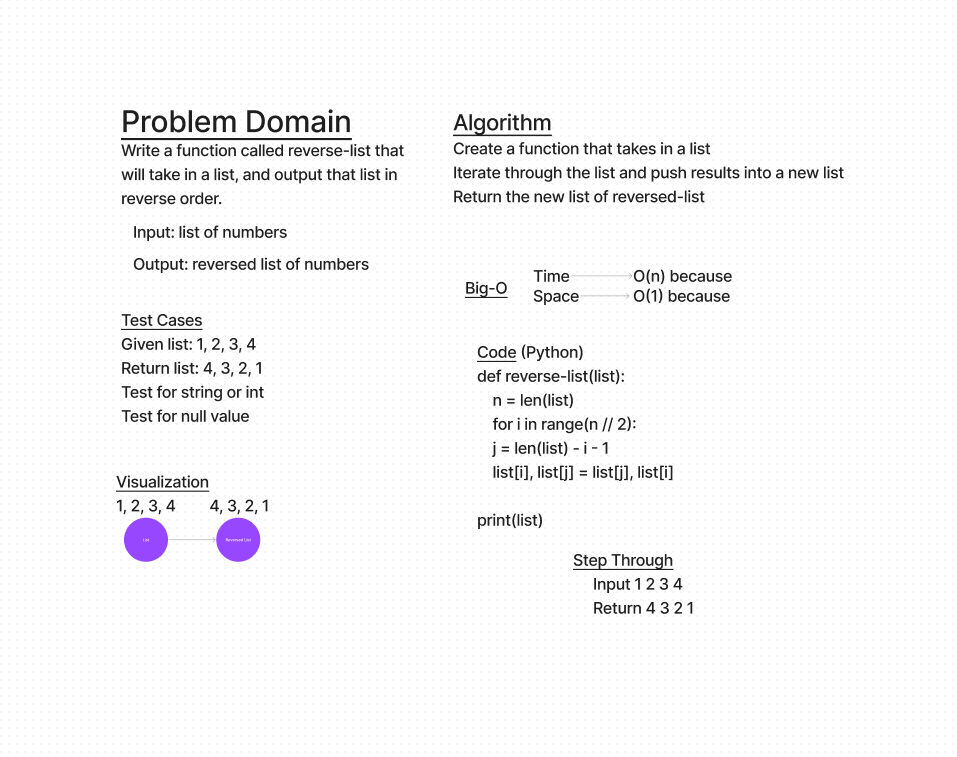 Problem Domain
Write a function called reverse-list that
will take in a list, and output that list in
reverse order.
Input: list of numbers
Output: reversed list of numbers
Test Cases
Given list: 1, 2, 3, 4
Return list: 4, 3, 2, 1
Test for string or int
Test for null value
Visualization
1, 2, 3, 4 4, 3, 2, 1
List Reversed List
Algorithm
Create a function that takes in a list
Iterate through the list and push results into a new list
Return the new list of reversed-list
Big-O
Time O(n) because
Space O(1) because
Code (Python)
def reverse-list(list):
n = len(list)
for i in range(n // 2):
j = len(list) - i - 1
list[i], list[j] = list[j], list[i]
print(list)
Step Through
Input 1 2 3 4
Return 4 3 2 1